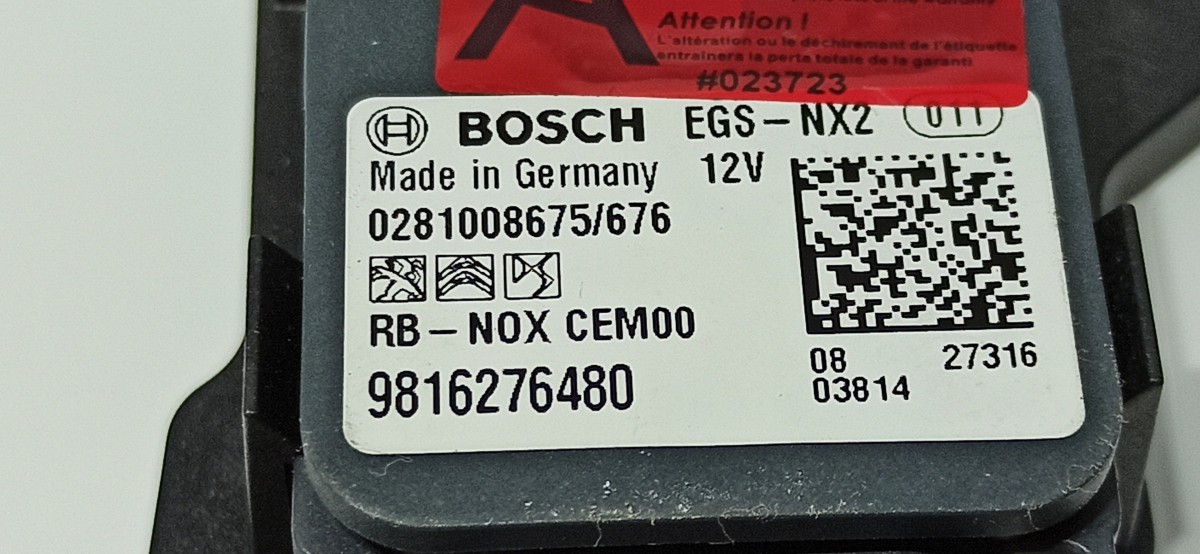 A
Attention !
L'altération ou le déchirement de l'étiquette
entraînera la perte totale de la garanti
#023723
BOSCH EGS-NX2 011
Made in Germany 12V
0281008675/676
RB-NOX CEM00
9816276480
08 27316
03814